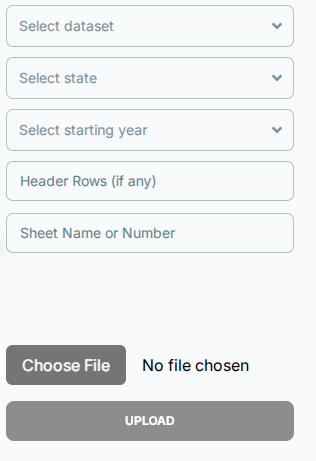 Select dataset
Select state
Select starting year
Header Rows (if any)
Sheet Name or Number
Choose File No file chosen
UPLOAD